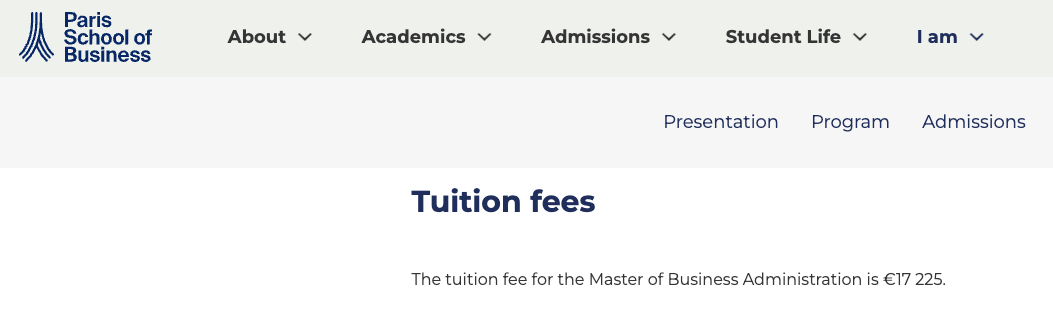 Paris
School of
Business
About
Academics
Admissions
Student Life
I am
Presentation
Program
Admissions
Tuition fees
The tuition fee for the Master of Business Administration is €17 225.